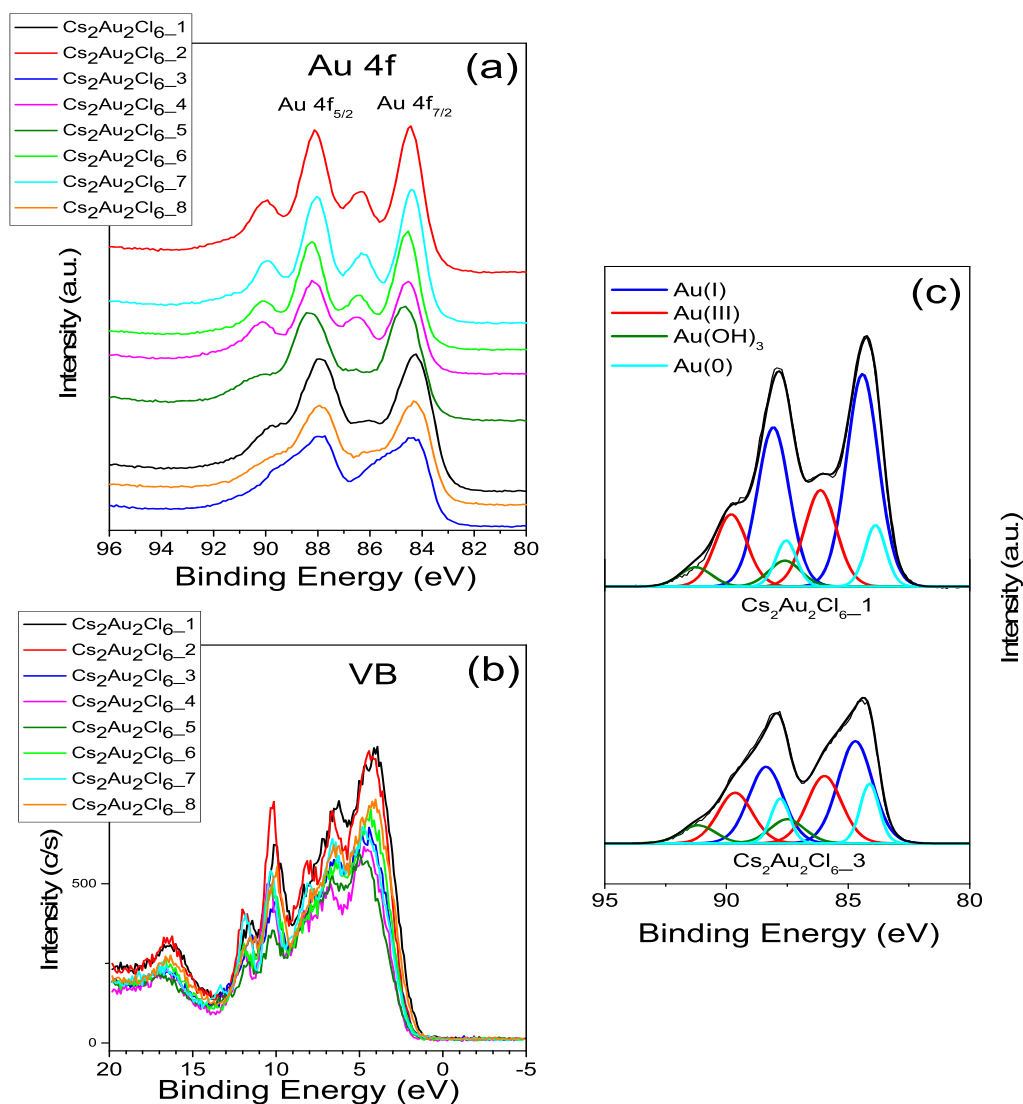 Cs₂Au₂Cl₆_1
Cs₂Au₂Cl₆_2
Cs₂Au₂Cl₆_3
Cs₂Au₂Cl₆_4
Cs₂Au₂Cl₆_5
Cs₂Au₂Cl₆_6
Cs₂Au₂Cl₆_7
Cs₂Au₂Cl₆_8
Au 4f
(a)
Au 4f₅/₂ Au 4f₇/₂
Intensity (a.u.)
96 94 92 90 88 86 84 82 80
Binding Energy (eV)
Cs₂Au₂Cl₆_1
Cs₂Au₂Cl₆_2
Cs₂Au₂Cl₆_3
Cs₂Au₂Cl₆_4
Cs₂Au₂Cl₆_5
Cs₂Au₂Cl₆_6
Cs₂Au₂Cl₆_7
Cs₂Au₂Cl₆_8
VB
(b)
Intensity (c/s)
500
0
20 15 10 5 0 -5
Binding Energy (eV)
Au(I)
Au(III)
Au(OH)₃
Au(0)
(c)
Cs₂Au₂Cl₆_1
Cs₂Au₂Cl₆_3
95 90 85 80
Binding Energy (eV)
Intensity (a.u.)